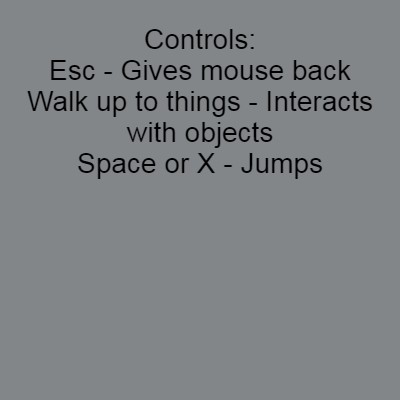 Controls:
Esc - Gives mouse back
Walk up to things - Interacts
with objects
Space or X - Jumps